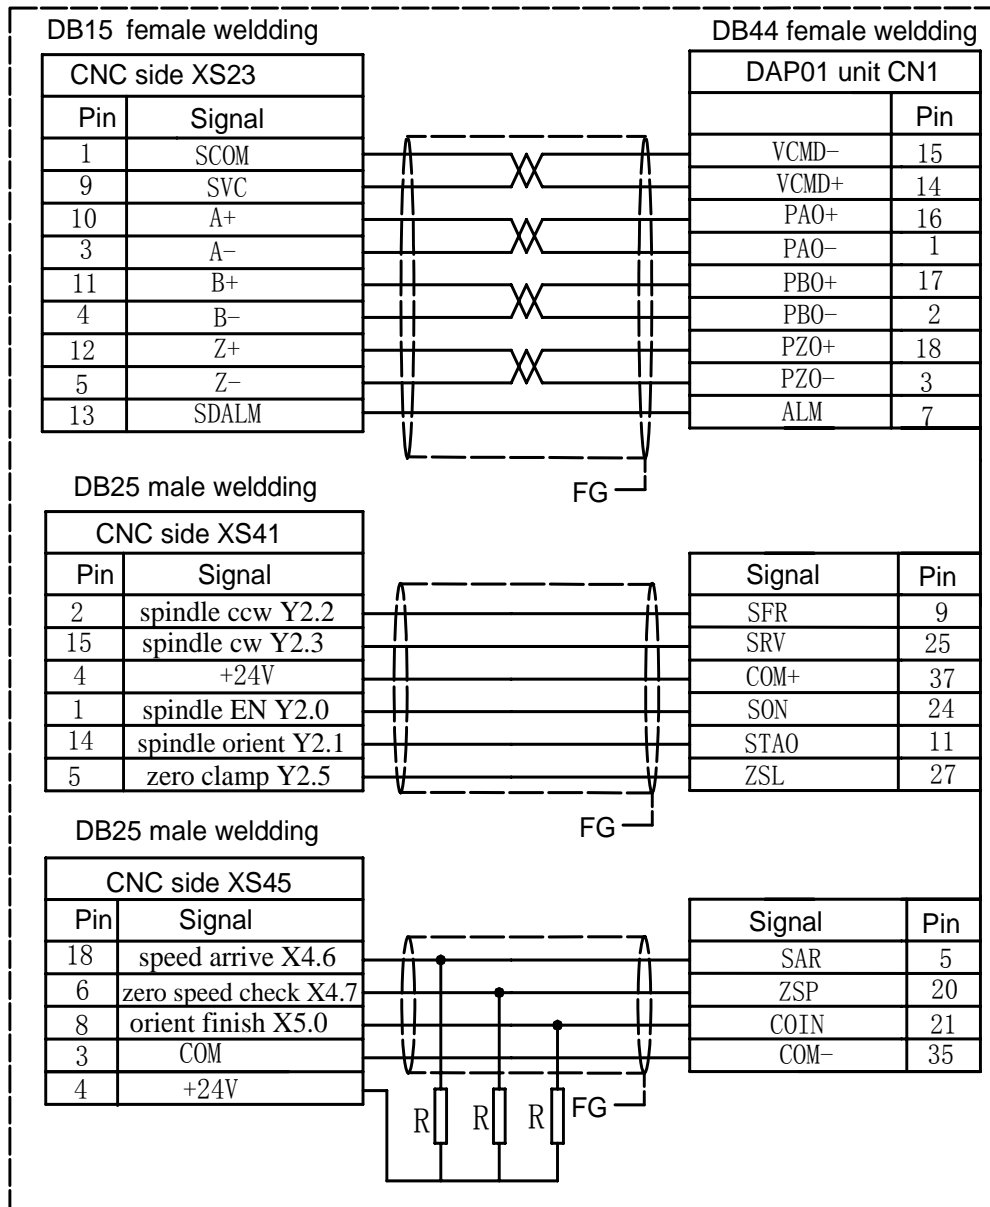 DB15 female weldding DB44 female wedding
CNC side XS23 DAP01 unit CN1
Pin Signal Pin
1 SCOM VCMD- 15
9 SVC VCMD+ 14
10 A+ PAO+ 16
3 A- PAO- 1
11 B+ PBO+ 17
4 B- PBO- 2
12 Z+ PZO+ 18
5 Z- PZO- 3
13 SDALM ALM 7
FG
DB25 male weldding
CNC side XS41
Pin Signal Signal Pin
2 spindle ccw Y2.2 SFR 9
15 spindle cw Y2.3 SRV 25
4 +24V COM+ 37
1 spindle EN Y2.0 SON 24
14 spindle orient Y2.1 STAO 11
5 zero clamp Y2.5 ZSL 27
FG
DB25 male weldding
CNC side XS45
Pin Signal Signal Pin
18 speed arrive X4.6 SAR 5
6 zero speed check X4.7 ZSP 20
8 orient finish X5.0 COIN 21
3 COM COM- 35
4 +24V
R R R FG